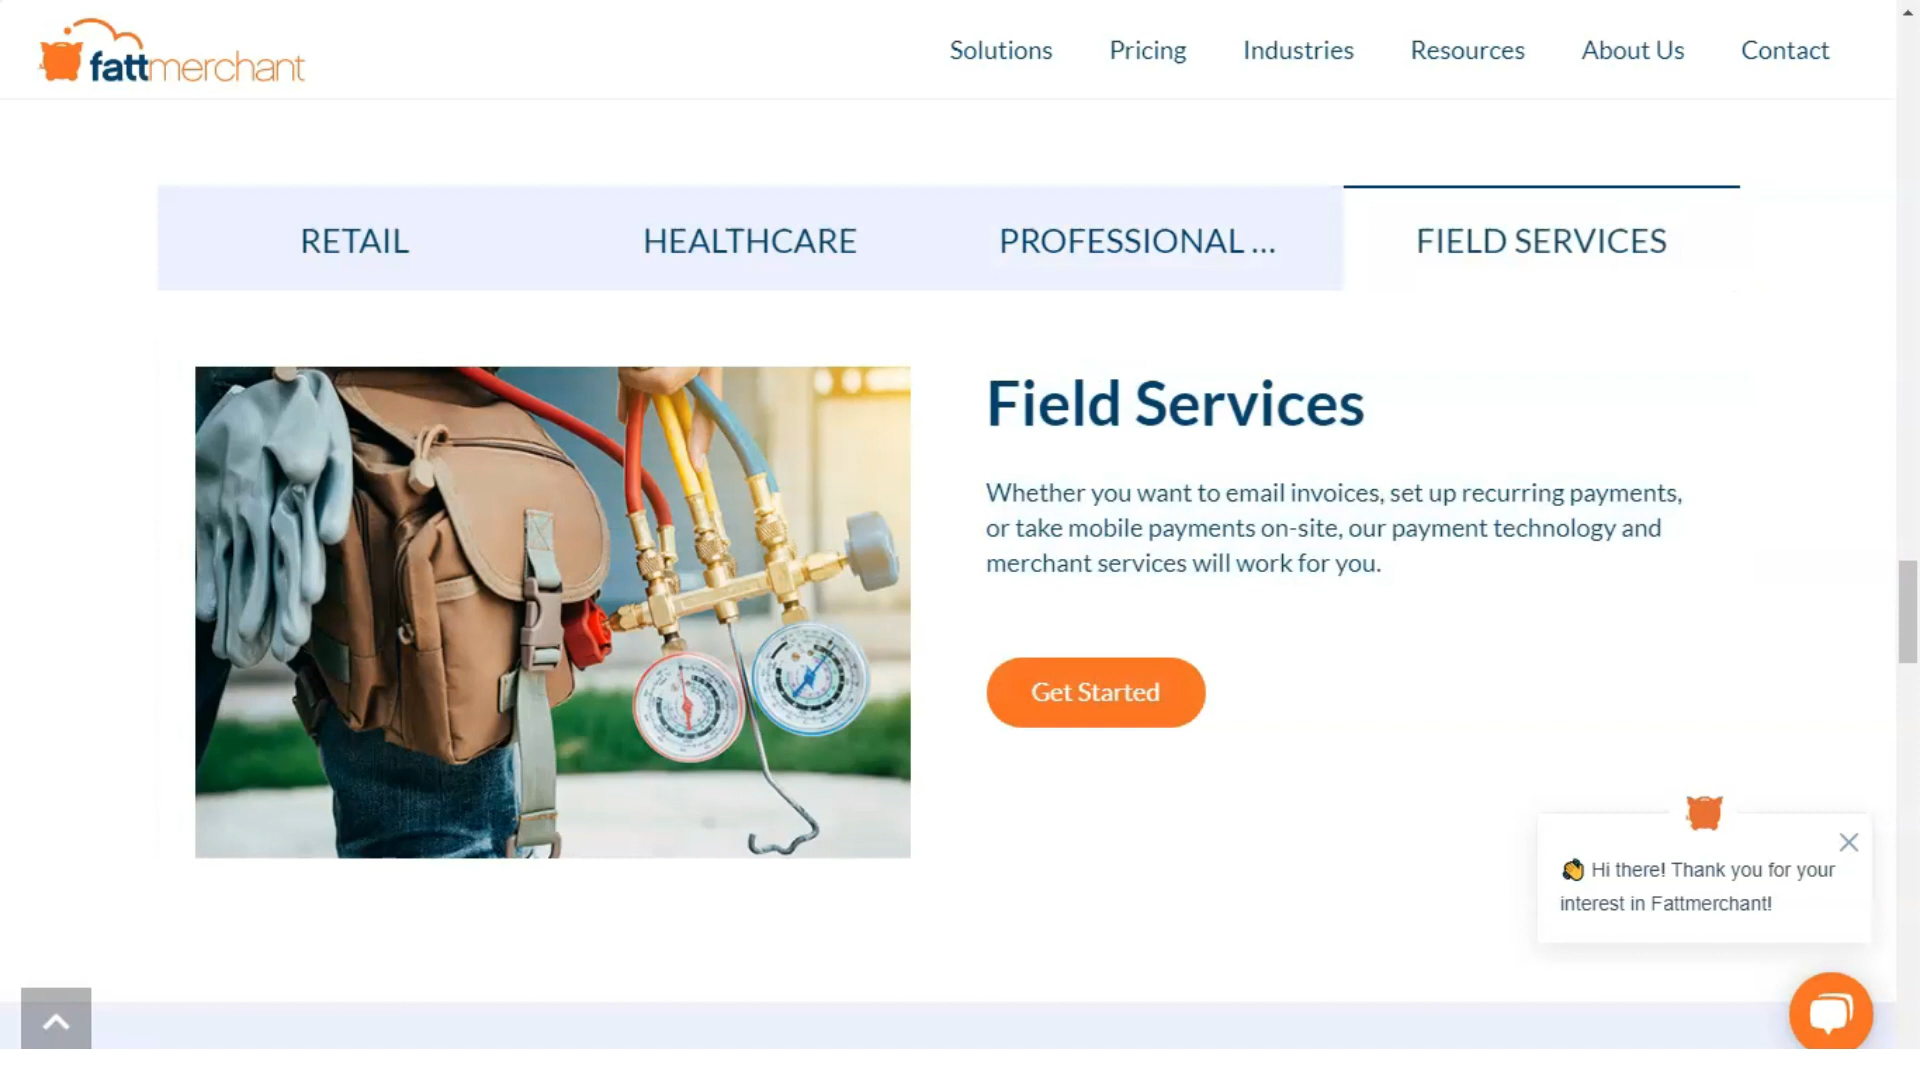 fattmerchant
Solutions Pricing Industries Resources About Us Contact
RETAIL HEALTHCARE PROFESSIONAL ... FIELD SERVICES
Field Services
Whether you want to email invoices, set up recurring payments,
or take mobile payments on-site, our payment technology and
merchant services will work for you.
Get Started
👋 Hi there! Thank you for your
interest in Fattmerchant!